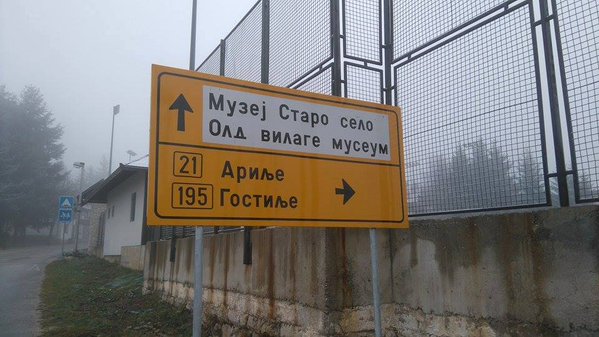 Музеј Старо село
Олд вилаге мусеум
21 Ариље
195 Гостиље